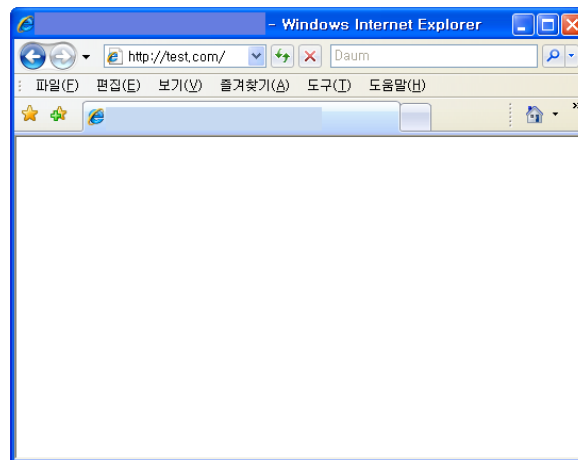 - Windows Internet Explorer
http://test.com/ Daum
파일(F) 편집(E) 보기(V) 즐겨찾기(A) 도구(T) 도움말(H)
»